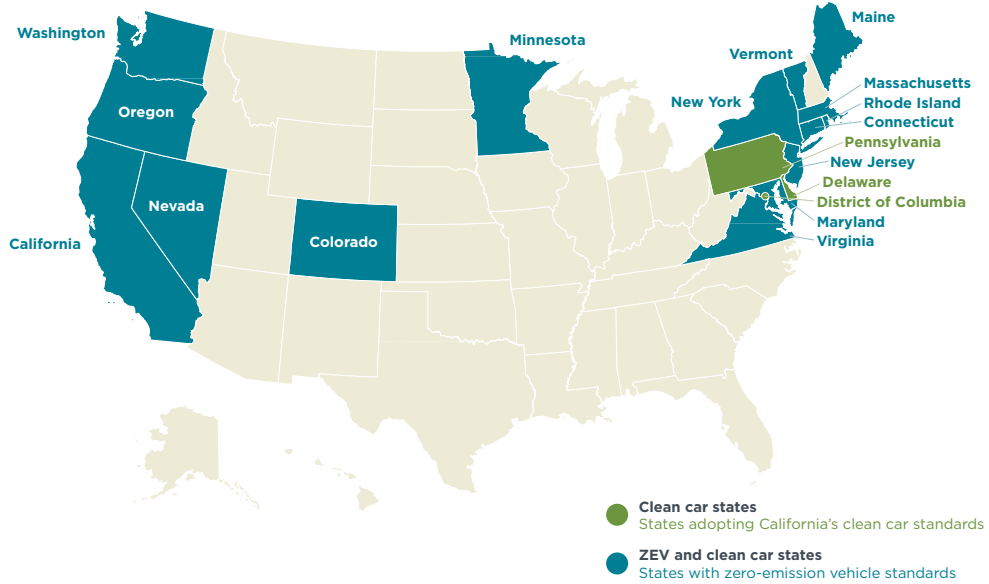 Maine
Washington
Minnesota
Vermont
Massachusetts
New York
Rhode Island
Oregon
Connecticut
Pennsylvania
New Jersey
Delaware
Nevada
District of Columbia
Maryland
California
Colorado
Virginia
Clean car states
States adopting California's clean car standards
ZEV and clean car states
States with zero-emission vehicle standards